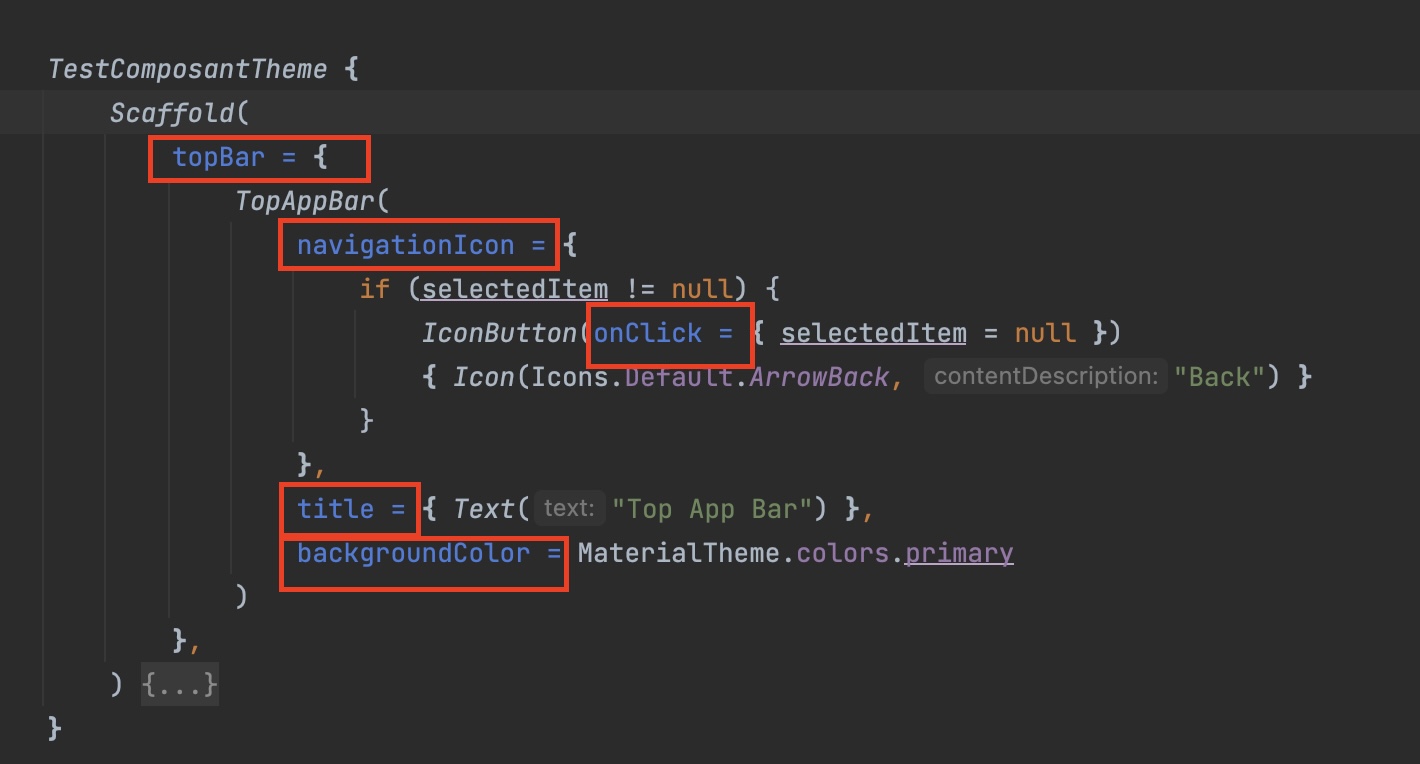 TestComposantTheme {
Scaffold(
topBar = {
TopAppBar(
navigationIcon = {
if (selectedItem != null) {
IconButton(onClick = { selectedItem = null })
{ Icon(Icons.Default.ArrowBack, contentDescription: "Back") }
}
},
title = { Text( text: "Top App Bar") },
backgroundColor = MaterialTheme.colors.primary
)
},
) {...}
}